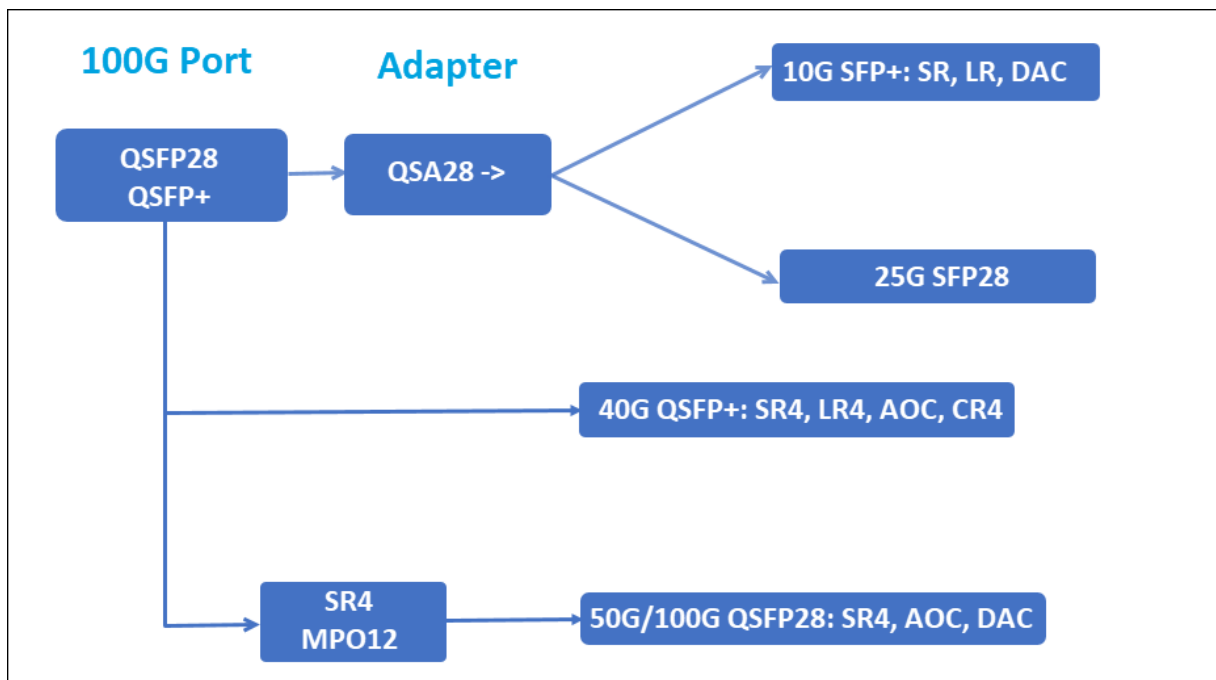 100G Port
Adapter
10G SFP+: SR, LR, DAC
QSFP28
QSFP+
QSA28 ->
25G SFP28
40G QSFP+: SR4, LR4, AOC, CR4
SR4
MPO12
50G/100G QSFP28: SR4, AOC, DAC